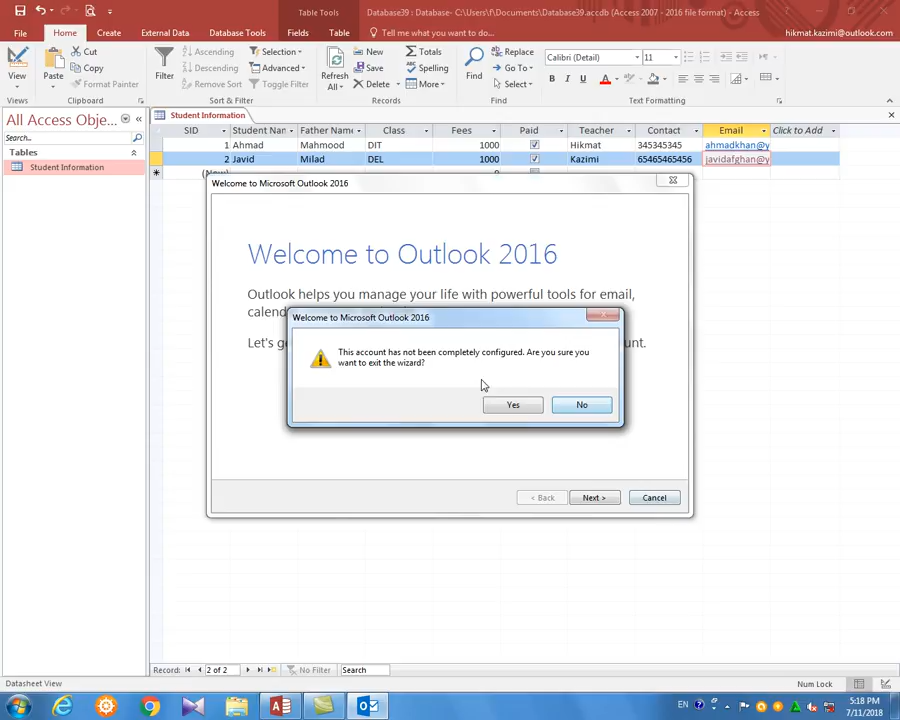 Table Tools
Database39 : Database- C:\Users\f\Documents\Database39.accdb (Access 2007 - 2016 file format) - Access
File Home Create External Data Database Tools Fields Table Tell me what you want to do... hikmat.kazimi@outlook.com
View
Views
Paste
Cut
Copy
Format Painter
Clipboard
Filter
Ascending
Descending
Remove Sort
Selection
Advanced
Toggle Filter
Sort & Filter
Refresh All
New
Save
Delete
Totals
Spelling
More
Records
Find
Replace
Go To
Select
Find
Calibri (Detail) 11
B I U A
Text Formatting
All Access Obje...
Search...
Tables
Student Information
Student Information
SID Student Nan Father Name Class Fees Paid Teacher Contact Email Click to Add
1 Ahmad Mahmood DIT 1000 Hikmat 345345345 ahmadkhan@y
2 Javid Milad DEL 1000 Kazimi 65465465456 javidafghan@y
Welcome to Microsoft Outlook 2016
Welcome to Outlook 2016
Outlook helps you manage your life with powerful tools for email,
calend
Let's g unt.
Welcome to Microsoft Outlook 2016
This account has not been completely configured. Are you sure you
want to exit the wizard?
Yes No
< Back Next > Cancel
Record: 2 of 2 No Filter Search
Datasheet View Num Lock
EN 5:18 PM
7/11/2018